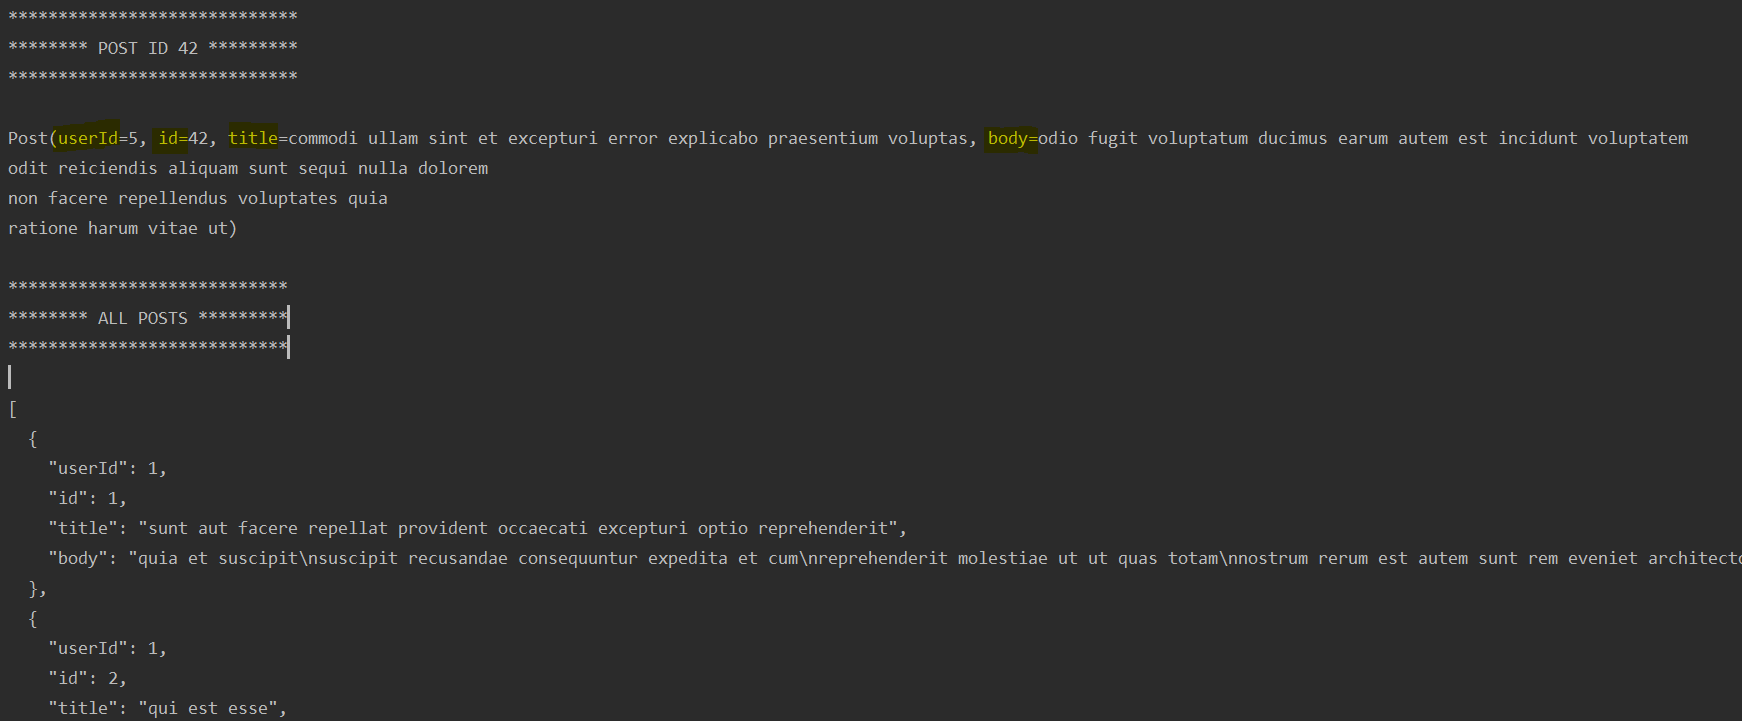 *****************************
******** POST ID 42 *********
*****************************
Post(userId=5, id=42, title=commodi ullam sint et excepturi error explicabo praesentium voluptas, body=odio fugit voluptatum ducimus earum autem est incidunt voluptatem
odit reiciendis aliquam sunt sequi nulla dolorem
non facere repellendus voluptates quia
ratione harum vitae ut)
****************************
******** ALL POSTS *********
****************************
[
  {
    "userId": 1,
    "id": 1,
    "title": "sunt aut facere repellat provident occaecati excepturi optio reprehenderit",
    "body": "quia et suscipit\nsuscipit recusandae consequuntur expedita et cum\nreprehenderit molestiae ut ut quas totam\nnostrum rerum est autem sunt rem eveniet architecto
  },
  {
    "userId": 1,
    "id": 2,
    "title": "qui est esse",